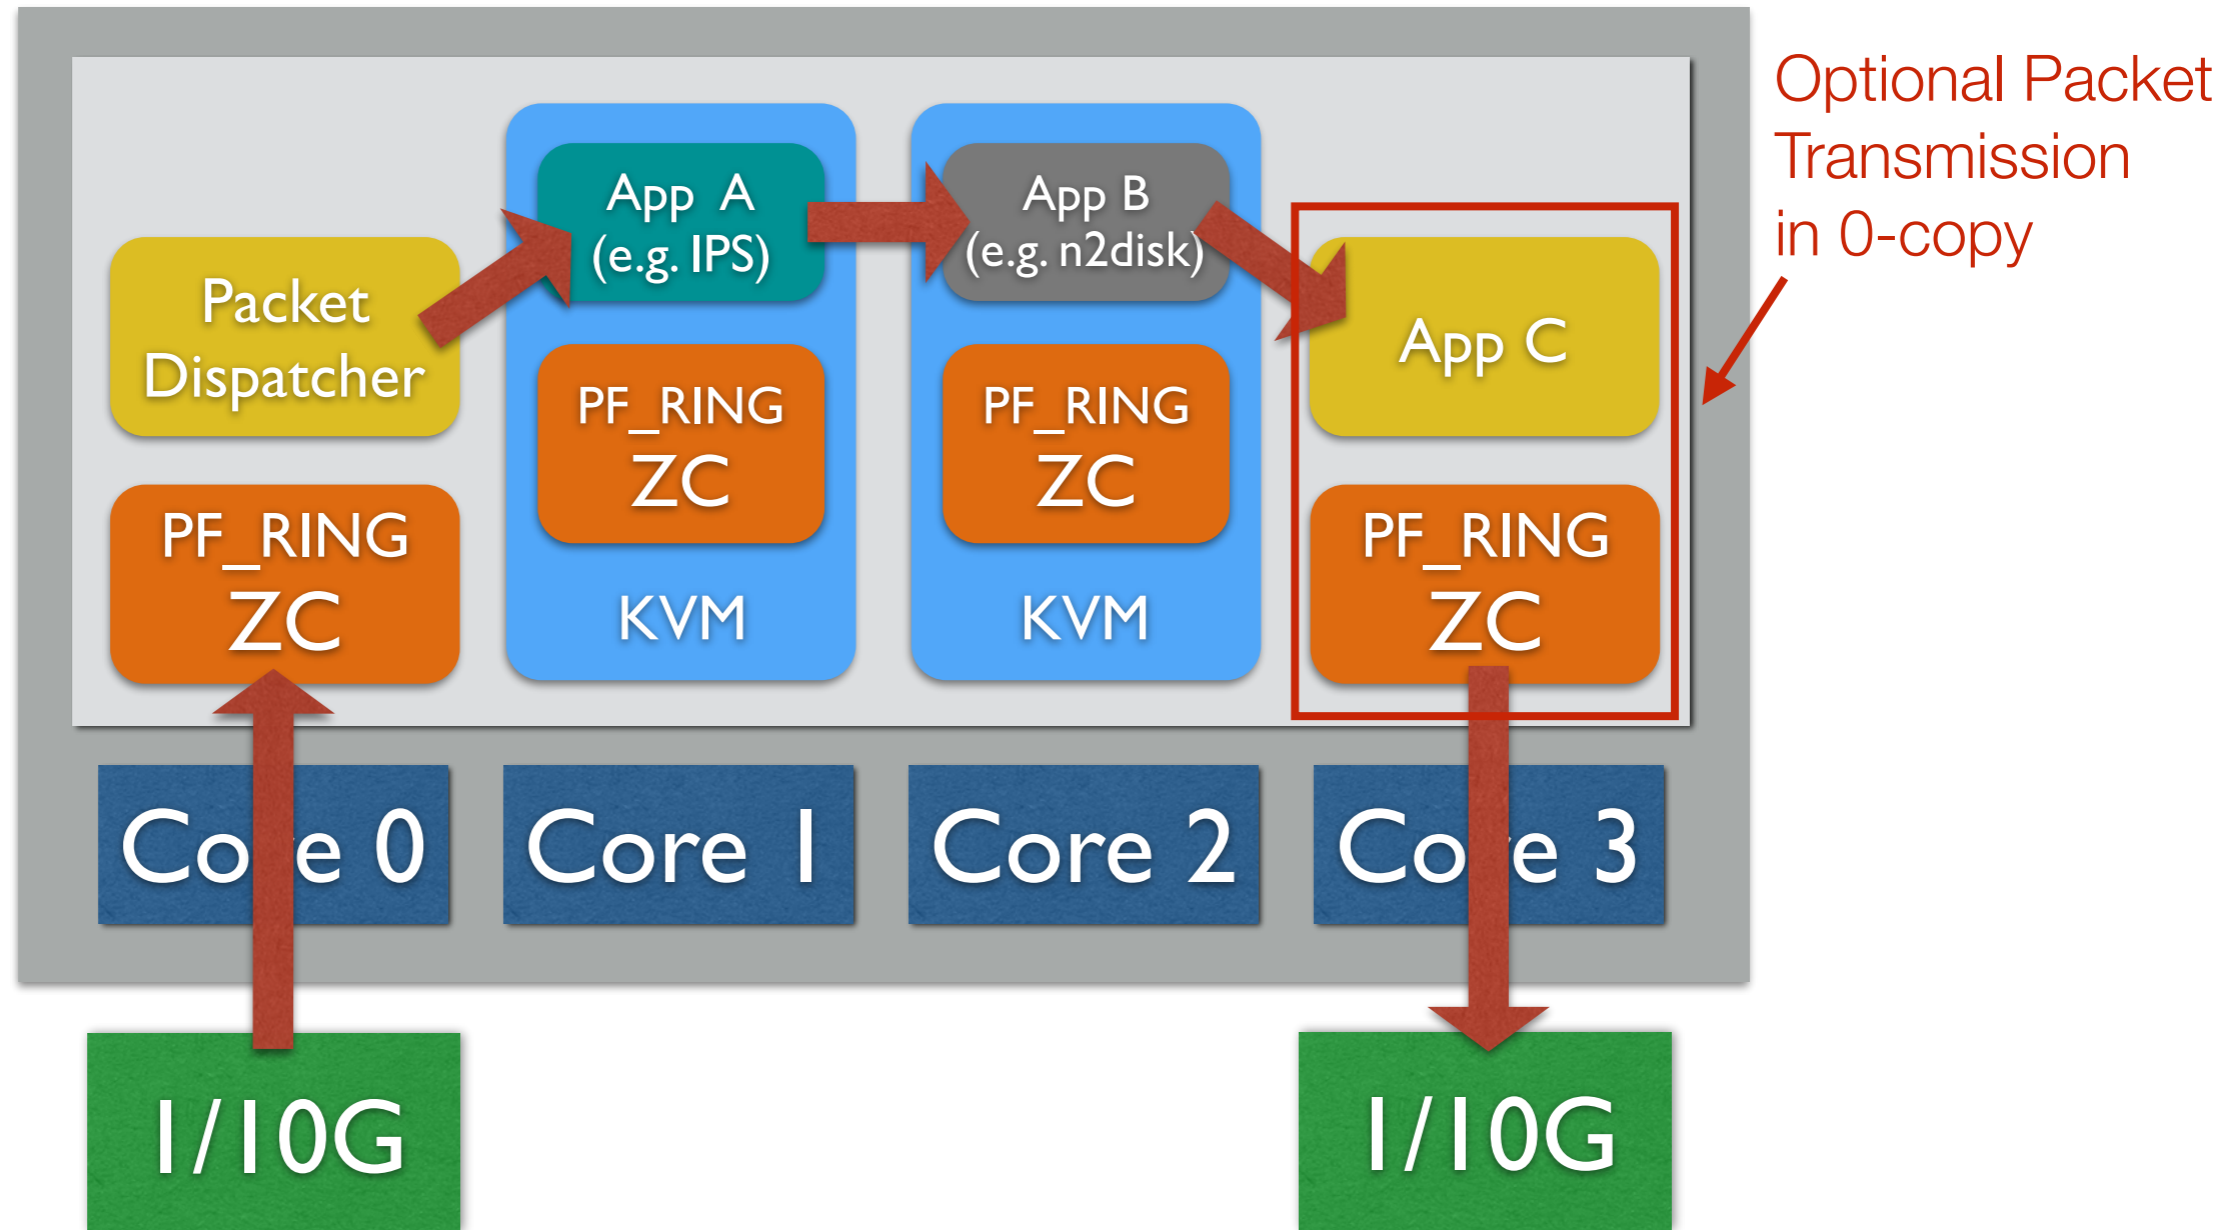 Optional Packet
Transmission
in 0-copy
Packet
Dispatcher
PF_RING
ZC
App A
(e.g. IPS)
PF_RING
ZC
KVM
App B
(e.g. n2disk)
PF_RING
ZC
KVM
App C
PF_RING
ZC
Core 0
Core 1
Core 2
Core 3
1/10G
1/10G